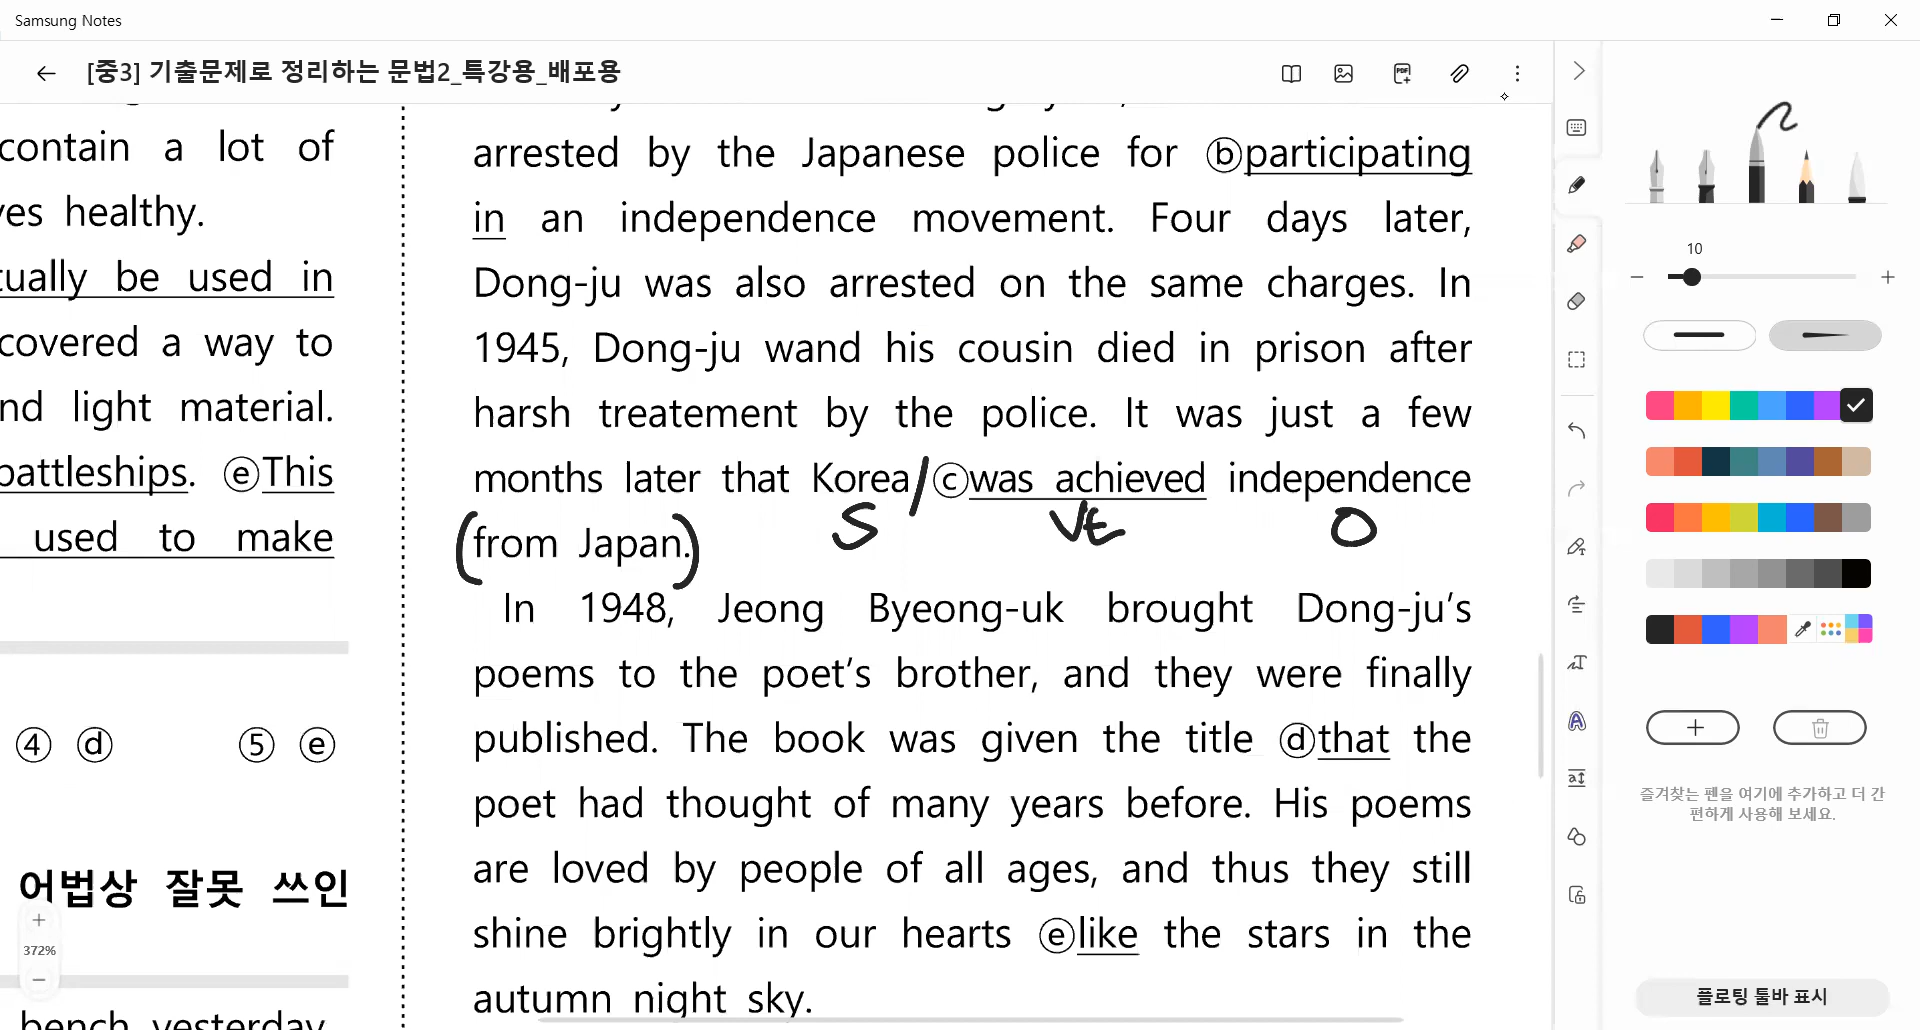 Samsung Notes
[중3] 기출문제로 정리하는 문법2_특강용_배포용
contain a lot of
healthy.
be used in
covered a way to
light material.
battleships. ⓔThis
used to make
④ ⓓ ⑤ ⓔ
어법상 잘못 쓰인
372%
bench yesterday
arrested by the Japanese police for ⓑparticipating
in an independence movement. Four days later,
Dong-ju was also arrested on the same charges. In
1945, Dong-ju wand his cousin died in prison after
harsh treatement by the police. It was just a few
months later that Korea/ⓒwas achieved independence
S Vt O
(from Japan.)
In 1948, Jeong Byeong-uk brought Dong-ju’s
poems to the poet’s brother, and they were finally
published. The book was given the title ⓓthat the
poet had thought of many years before. His poems
are loved by people of all ages, and thus they still
shine brightly in our hearts ⓔlike the stars in the
autumn night sky.
10
즐겨찾는 펜을 여기에 추가하고 더 간
편하게 사용해 보세요.
플로팅 툴바 표시